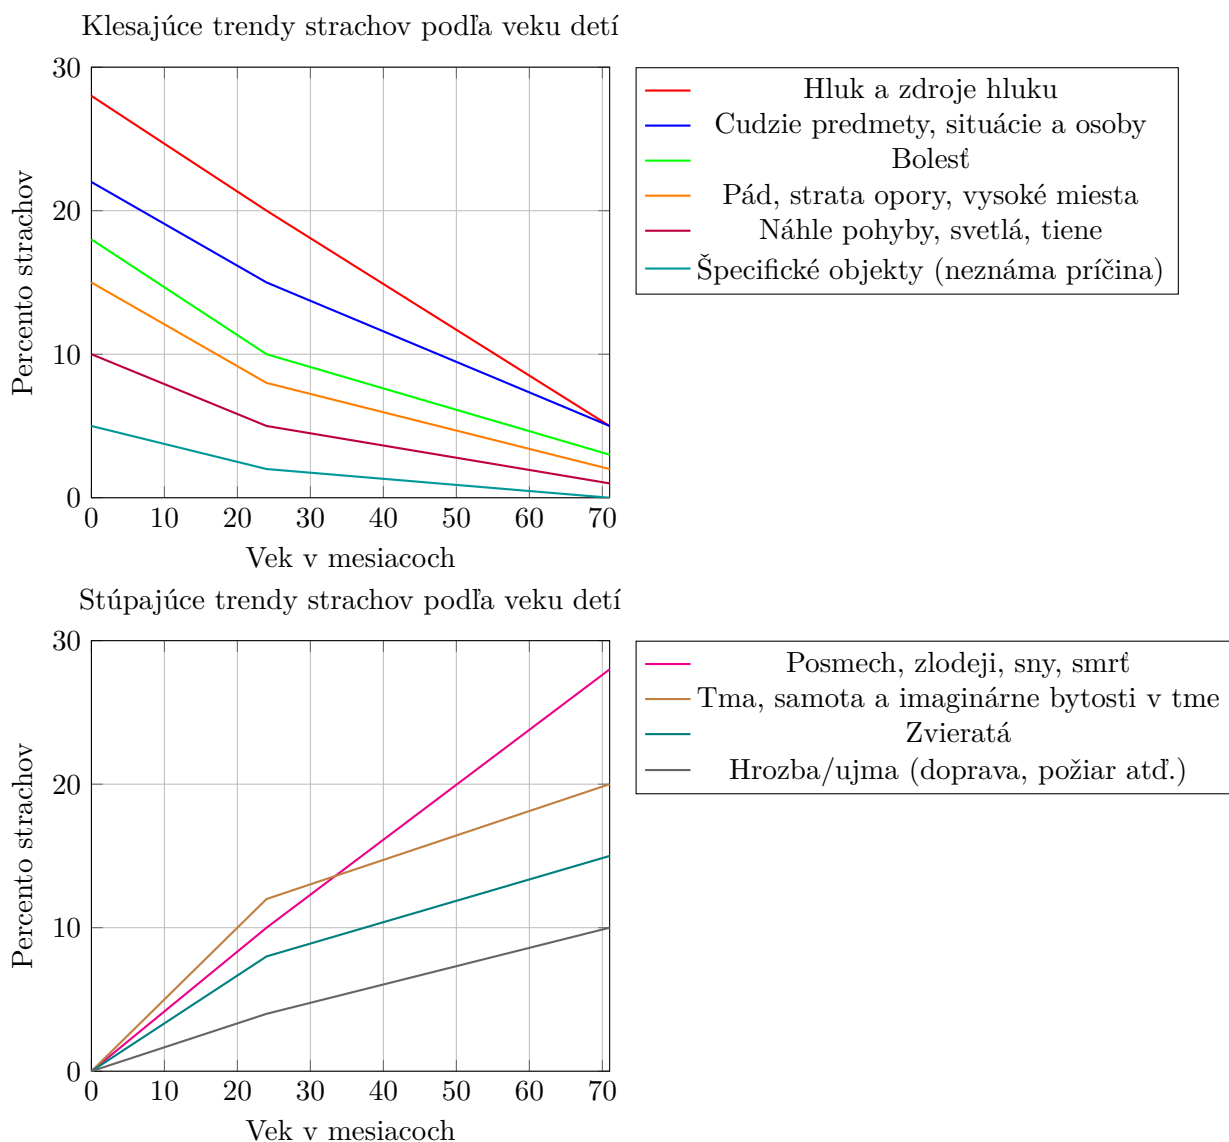 Klesajúce trendy strachov podľa veku detí
30
20
10
0
Percento strachov
0 10 20 30 40 50 60 70
Vek v mesiacoch
Hluk a zdroje hluku
Cudzie predmety, situácie a osoby
Bolesť
Pád, strata opory, vysoké miesta
Náhle pohyby, svetlá, tiene
Špecifické objekty (neznáma príčina)
Stúpajúce trendy strachov podľa veku detí
30
20
10
0
Percento strachov
0 10 20 30 40 50 60 70
Vek v mesiacoch
Posmech, zlodeji, sny, smrť
Tma, samota a imaginárne bytosti v tme
Zvieratá
Hrozba/ujma (doprava, požiar atď.)